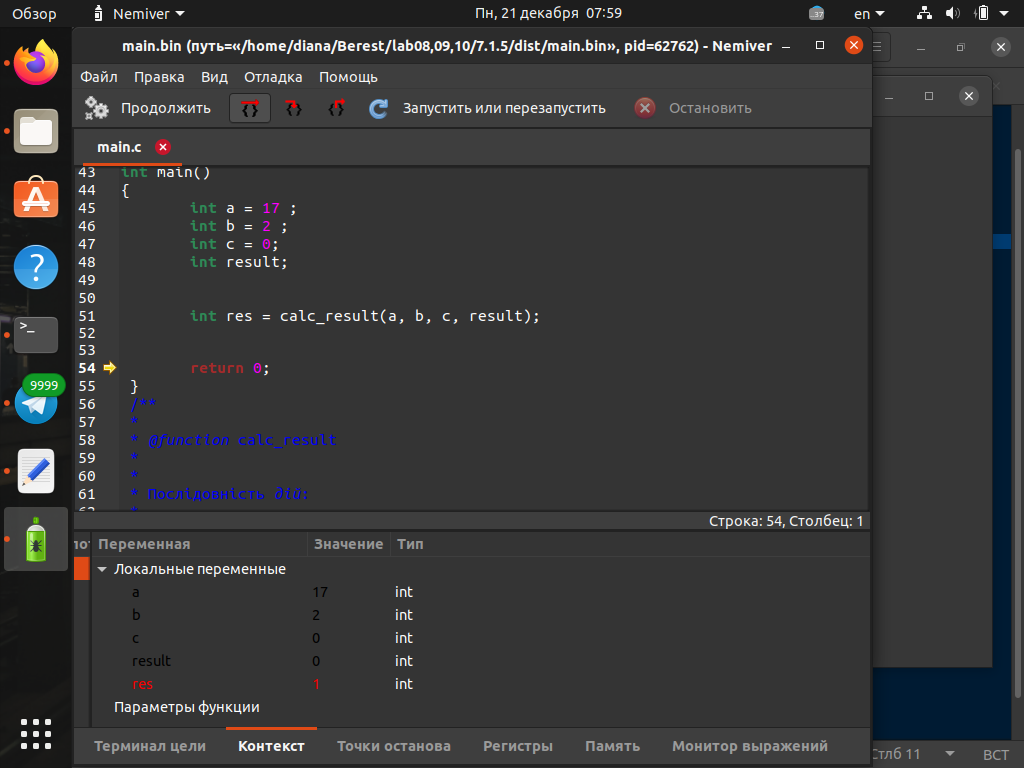 Обзор
Nemiver
Пн, 21 декабря 07:59
37
en
main.bin (путь=«/home/diana/Berest/lab08,09,10/7.1.5/dist/main.bin», pid=62762) - Nemiver
Файл Правка Вид Отладка Помощь
Продолжить Запустить или перезапустить Остановить
main.c
43 int main()
44 {
45 int a = 17 ;
46 int b = 2 ;
47 int c = 0;
48 int result;
49
50
51 int res = calc_result(a, b, c, result);
52
53
54 return 0;
55 }
56 /**
57 *
58 * @function calc_result
59 *
60 *
61 * Послідовність дій:
62 *
Строка: 54, Столбец: 1
Переменная Значение Тип
Локальные переменные
a 17 int
b 2 int
c 0 int
result 0 int
res 1 int
Параметры функции
Терминал цели Контекст Точки останова Регистры Память Монитор выражений
9999
>_
Стлб 11
ВСТ